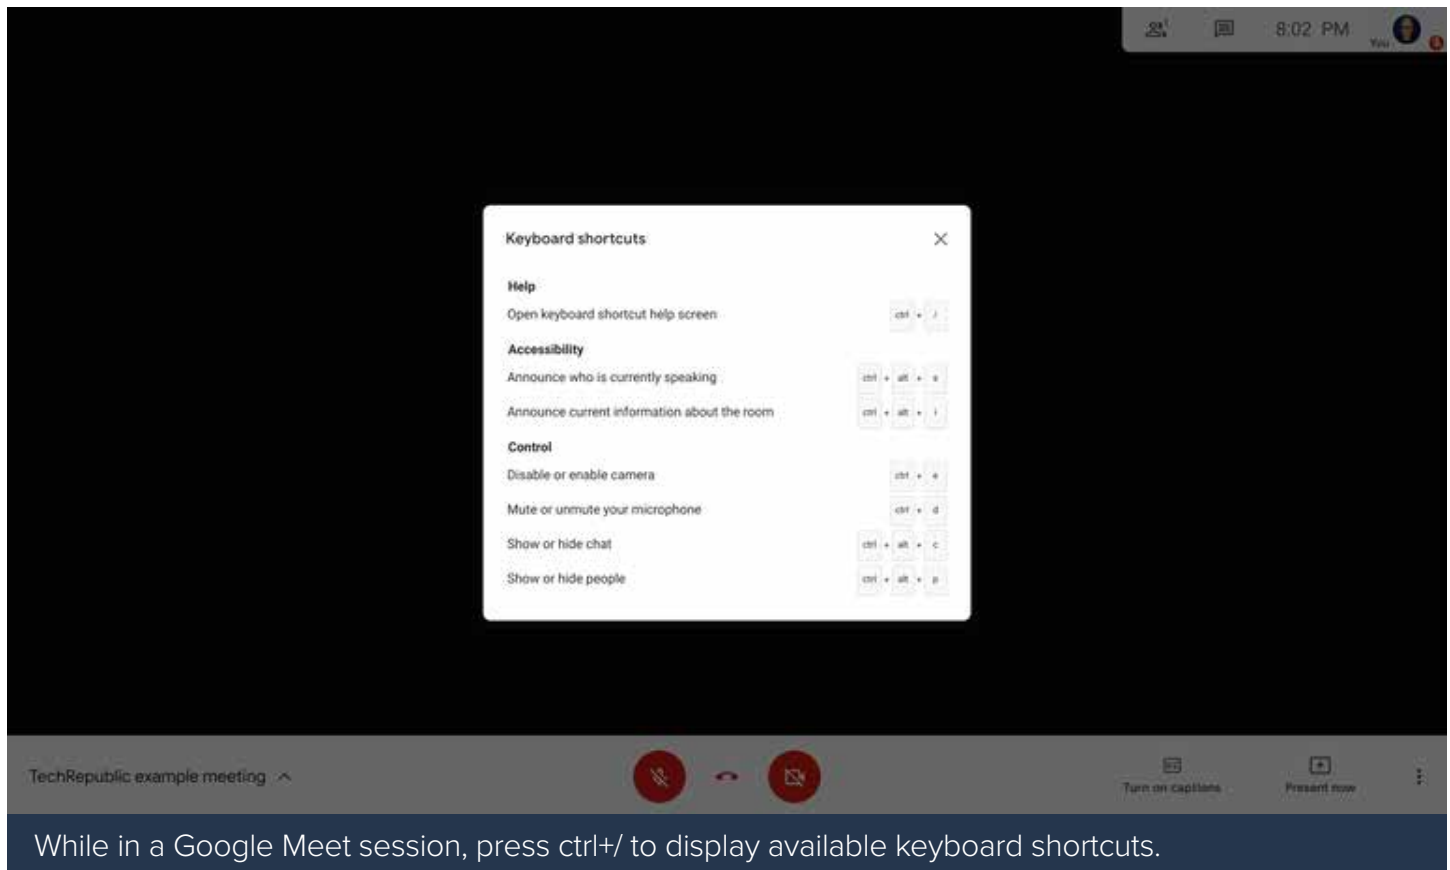 1
8:02 PM
You
Keyboard shortcuts
Help
Open keyboard shortcut help screen ctrl + /
Accessibility
Announce who is currently speaking ctrl + alt + s
Announce current information about the room ctrl + alt + i
Control
Disable or enable camera ctrl + e
Mute or unmute your microphone ctrl + d
Show or hide chat ctrl + alt + c
Show or hide people ctrl + alt + p
TechRepublic example meeting
Turn on captions
Present now
While in a Google Meet session, press ctrl+/ to display available keyboard shortcuts.